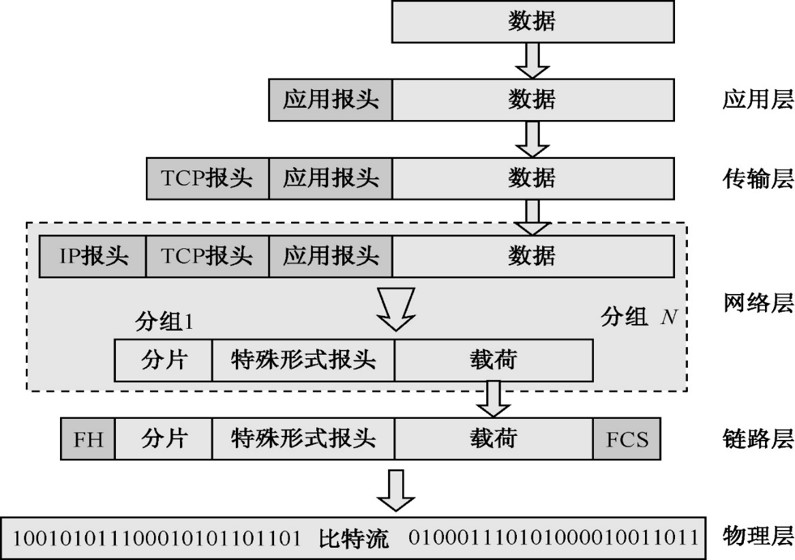 数据
应用报头 数据 应用层
TCP报头 应用报头 数据 传输层
IP报头 TCP报头 应用报头 数据
网络层
分组1 分组 N
分片 特殊形式报头 载荷
FH 分片 特殊形式报头 载荷 FCS 链路层
100101011100010101101101 比特流 010001110101000010011011 物理层